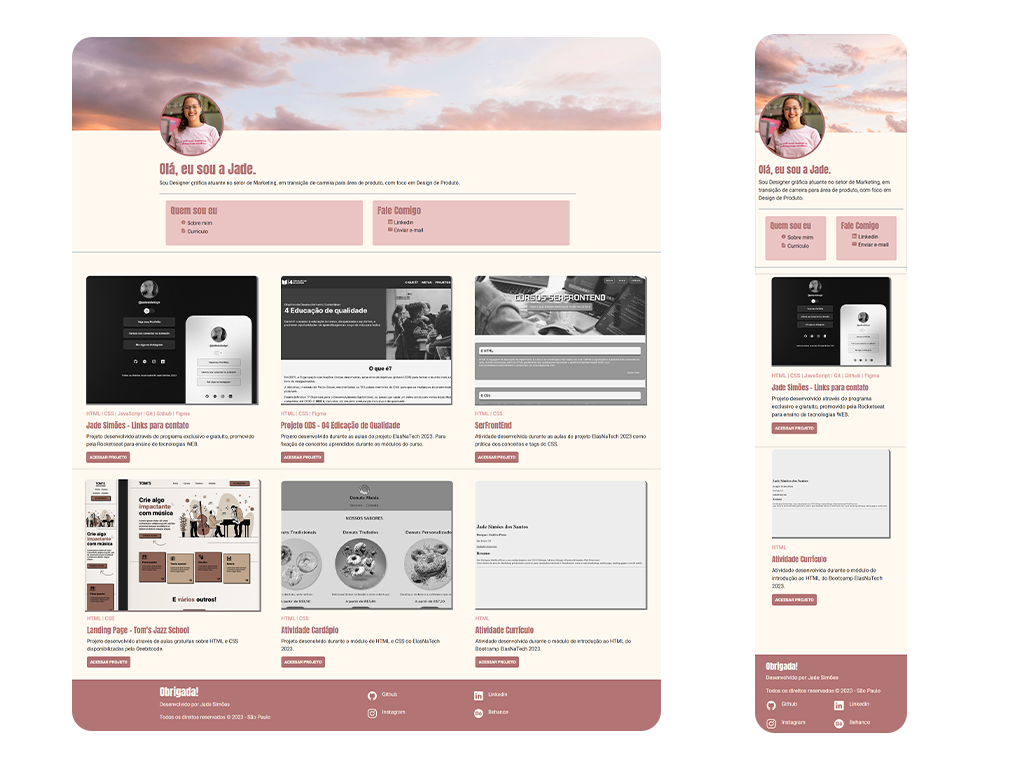 Olá, eu sou a Jade.
Sou Designer gráfica atuante no setor de Marketing, em transição de carreira para área de produto, com foco em Design de Produto.
Quem sou eu
Sobre mim
Currículo
Fale Comigo
Linkedin
Enviar e-mail
4 Educação de qualidade
O que é?
CURSOS SERFRONTEND
HTML | CSS | JavaScript | Git | Github | Figma
Jade Simões - Links para contato
Projeto desenvolvido através do programa exclusivo e gratuito, promovido
pela Rocketseat para ensino de tecnologias WEB.
ACESSAR PROJETO
HTML | CSS | Figma
Projeto ODS - 04 Edicação de Qualidade
Projeto desenvolvido durante as aulas do projeto ElasNaTech 2023. Para
fixação de conceitos aprendidos durante os módulos do curso.
ACESSAR PROJETO
HTML | CSS
SerFrontEnd
Atividade desenvolvida durante as aulas do projeto ElasNaTech 2023 como
prática dos conceitos e tags do CSS.
ACESSAR PROJETO
TOM'S
Crie algo
impactante
com música
E vários outros!
Donuts Mania
NOSSOS SABORES
Donuts Tradicionais
Donuts Trufados
Donuts Personalizados
Jade Simões dos Santos
Resumo
HTML | CSS
Landing Page - Tom's Jazz School
Projeto desenvolvido através de aulas gratuitas sobre HTML e CSS
disponibilizadas pela Onebitcode.
ACESSAR PROJETO
HTML | CSS
Atividade Cardápio
Projeto desenvolvido durante o módulo de HTML e CSS do ElasNaTech
2023.
ACESSAR PROJETO
HTML
Atividade Currículo
Atividade desenvolvida durante o módulo de introdução ao HTML do
Bootcamp ElasNaTech 2023.
ACESSAR PROJETO
Obrigada!
Desenvolvido por Jade Simões
Todos os direitos reservados © 2023 - São Paulo
Github
Instagram
Linkedin
Behance
Olá, eu sou a Jade.
Sou Designer gráfica atuante no setor de Marketing, em
transição de carreira para área de produto, com foco em
Design de Produto.
Quem sou eu
Sobre mim
Currículo
Fale Comigo
Linkedin
Enviar e-mail
HTML | CSS | JavaScript | Git | Github | Figma
Jade Simões - Links para contato
Projeto desenvolvido através do programa
exclusivo e gratuito, promovido pela Rocketseat
para ensino de tecnologias WEB.
ACESSAR PROJETO
Jade Simões dos Santos
HTML
Atividade Currículo
Atividade desenvolvida durante o módulo de
introdução ao HTML do Bootcamp ElasNaTech
2023.
ACESSAR PROJETO
Obrigada!
Desenvolvido por Jade Simões
Todos os direitos reservados © 2023 - São Paulo
Github
Linkedin
Instagram
Behance